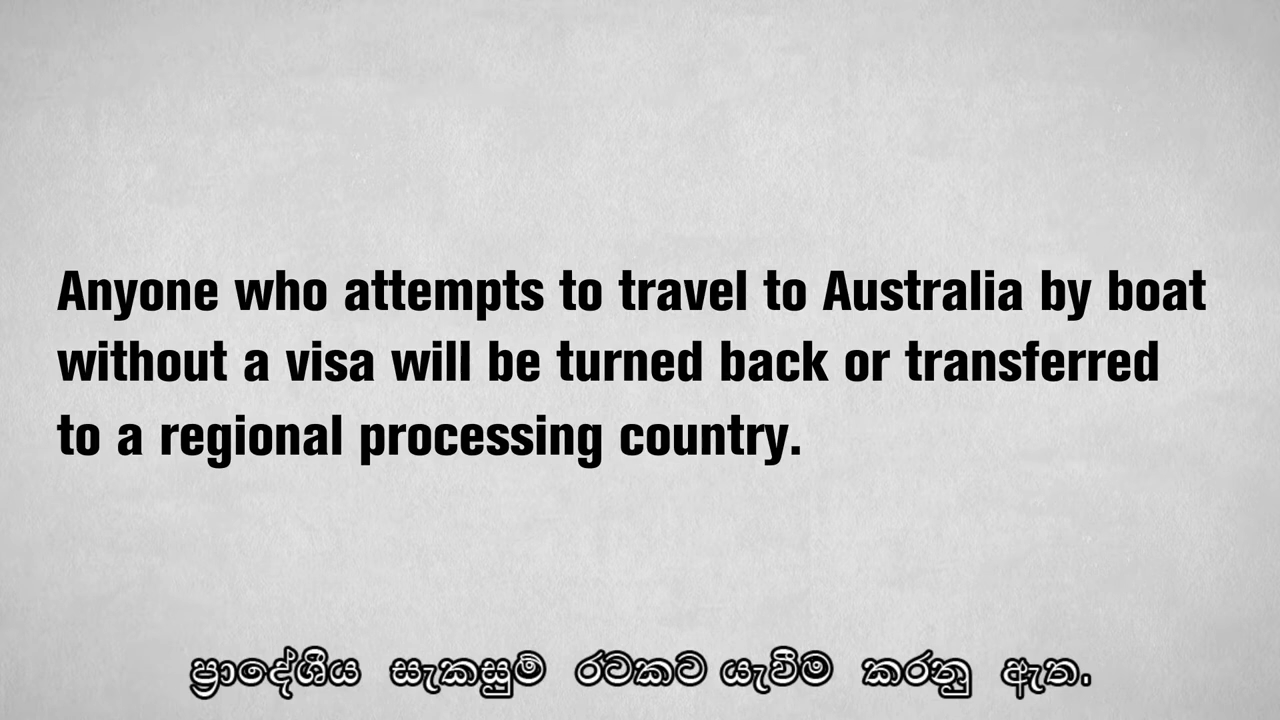 Anyone who attempts to travel to Australia by boat
without a visa will be turned back or transferred
to a regional processing country.
ප්‍රාදේශීය සැකසුම් රටකට යැවීම කරනු ඇත.